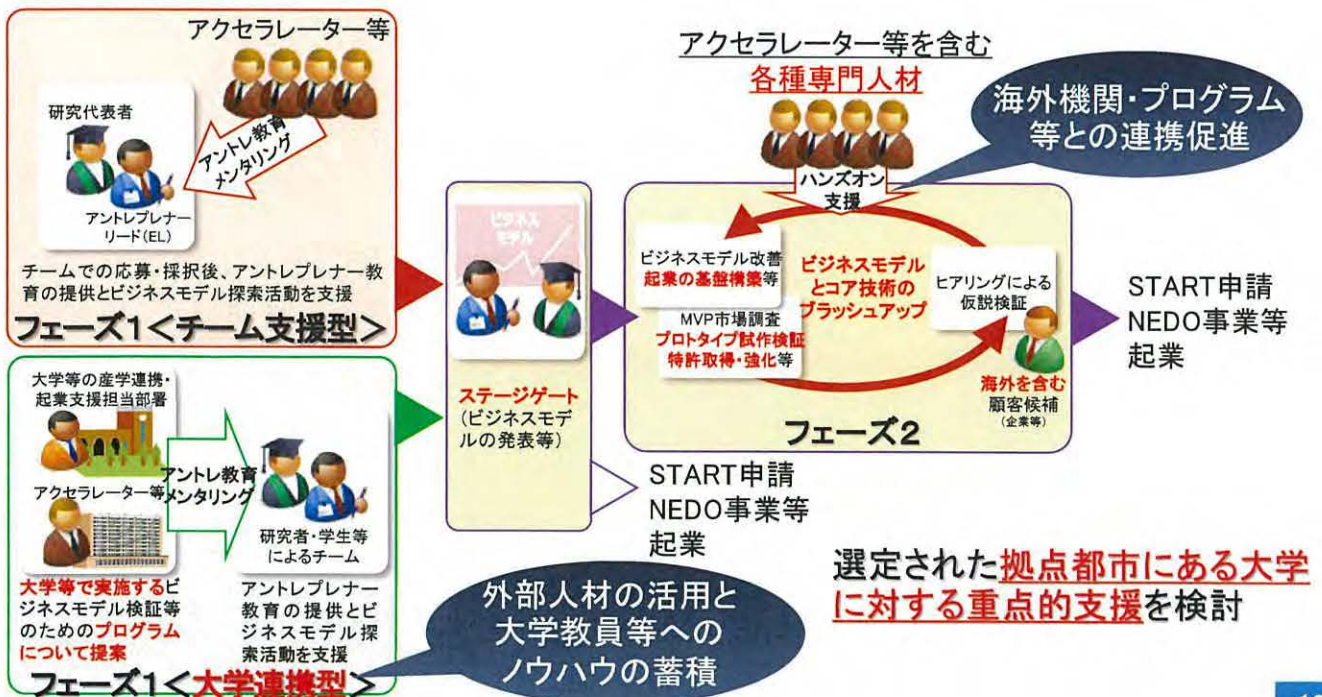 アクセラレーター等
研究代表者
アントレ教育
メンタリング
アントレプレナー
リード(EL)
チームでの応募・採択後、アントレプレナー教
育の提供とビジネスモデル探索活動を支援
フェーズ1<チーム支援型>
大学等の産学連携・
起業支援担当部署
アクセラレーター等
アントレ教育
メンタリング
研究者・学生等
によるチーム
大学等で実施するビ
ジネスモデル検証等
のためのプログラム
について提案
アントレプレナー
教育の提供とビ
ジネスモデル探
索活動を支援
フェーズ1<大学連携型>
外部人材の活用と
大学教員等への
ノウハウの蓄積
ビジネス
モデル
ステージゲート
(ビジネスモデ
ルの発表等)
START申請
NEDO事業等
起業
アクセラレーター等を含む
各種専門人材
ハンズオン
支援
海外機関・プログラム
等との連携促進
ビジネスモデル改善
起業の基盤構築等
MVP市場調査
プロトタイプ試作検証
特許取得・強化等
ビジネスモデル
とコア技術の
ブラッシュアップ
ヒアリングによる
仮説検証
海外を含む
顧客候補
(企業等)
フェーズ2
START申請
NEDO事業等
起業
選定された拠点都市にある大学
に対する重点的支援を検討